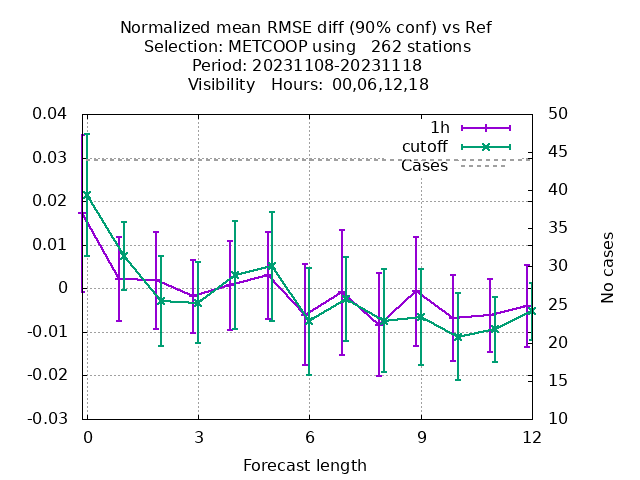 Normalized mean RMSE diff (90% conf) vs Ref
Selection: METCOOP using   262 stations
Period: 20231108-20231118
Visibility   Hours: 00,06,12,18
0.04
0.03
0.02
0.01
0
-0.01
-0.02
-0.03
50
45
40
35
30
25
20
15
10
1h
cutoff
Cases
No cases
0
3
6
9
12
Forecast length